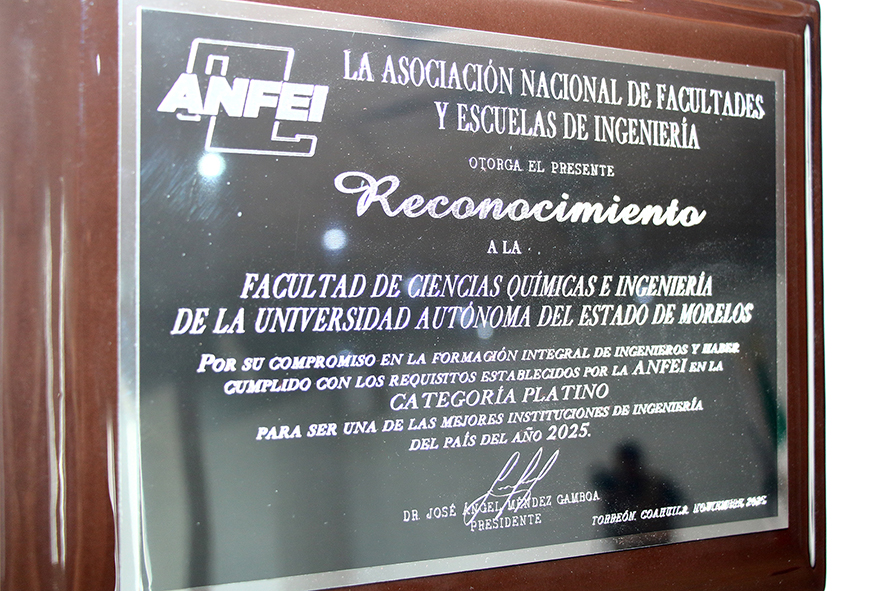 ANFEI
LA ASOCIACIÓN NACIONAL DE FACULTADES
Y ESCUELAS DE INGENIERÍA
OTORGA EL PRESENTE
Reconocimiento
A LA
FACULTAD DE CIENCIAS QUÍMICAS E INGENIERÍA
DE LA UNIVERSIDAD AUTÓNOMA DEL ESTADO DE MORELOS
POR SU COMPROMISO EN LA FORMACIÓN INTEGRAL DE INGENIEROS Y HABER
CUMPLIDO CON LOS REQUISITOS ESTABLECIDOS POR LA ANFEI EN LA
CATEGORÍA PLATINO
PARA SER UNA DE LAS MEJORES INSTITUCIONES DE INGENIERÍA
DEL PAÍS DEL AÑO 2025.
DR. JOSÉ ÁNGEL MÉNDEZ GAMBOA
PRESIDENTE
TORREÓN, COAHUILA, NOVIEMBRE, 2025.